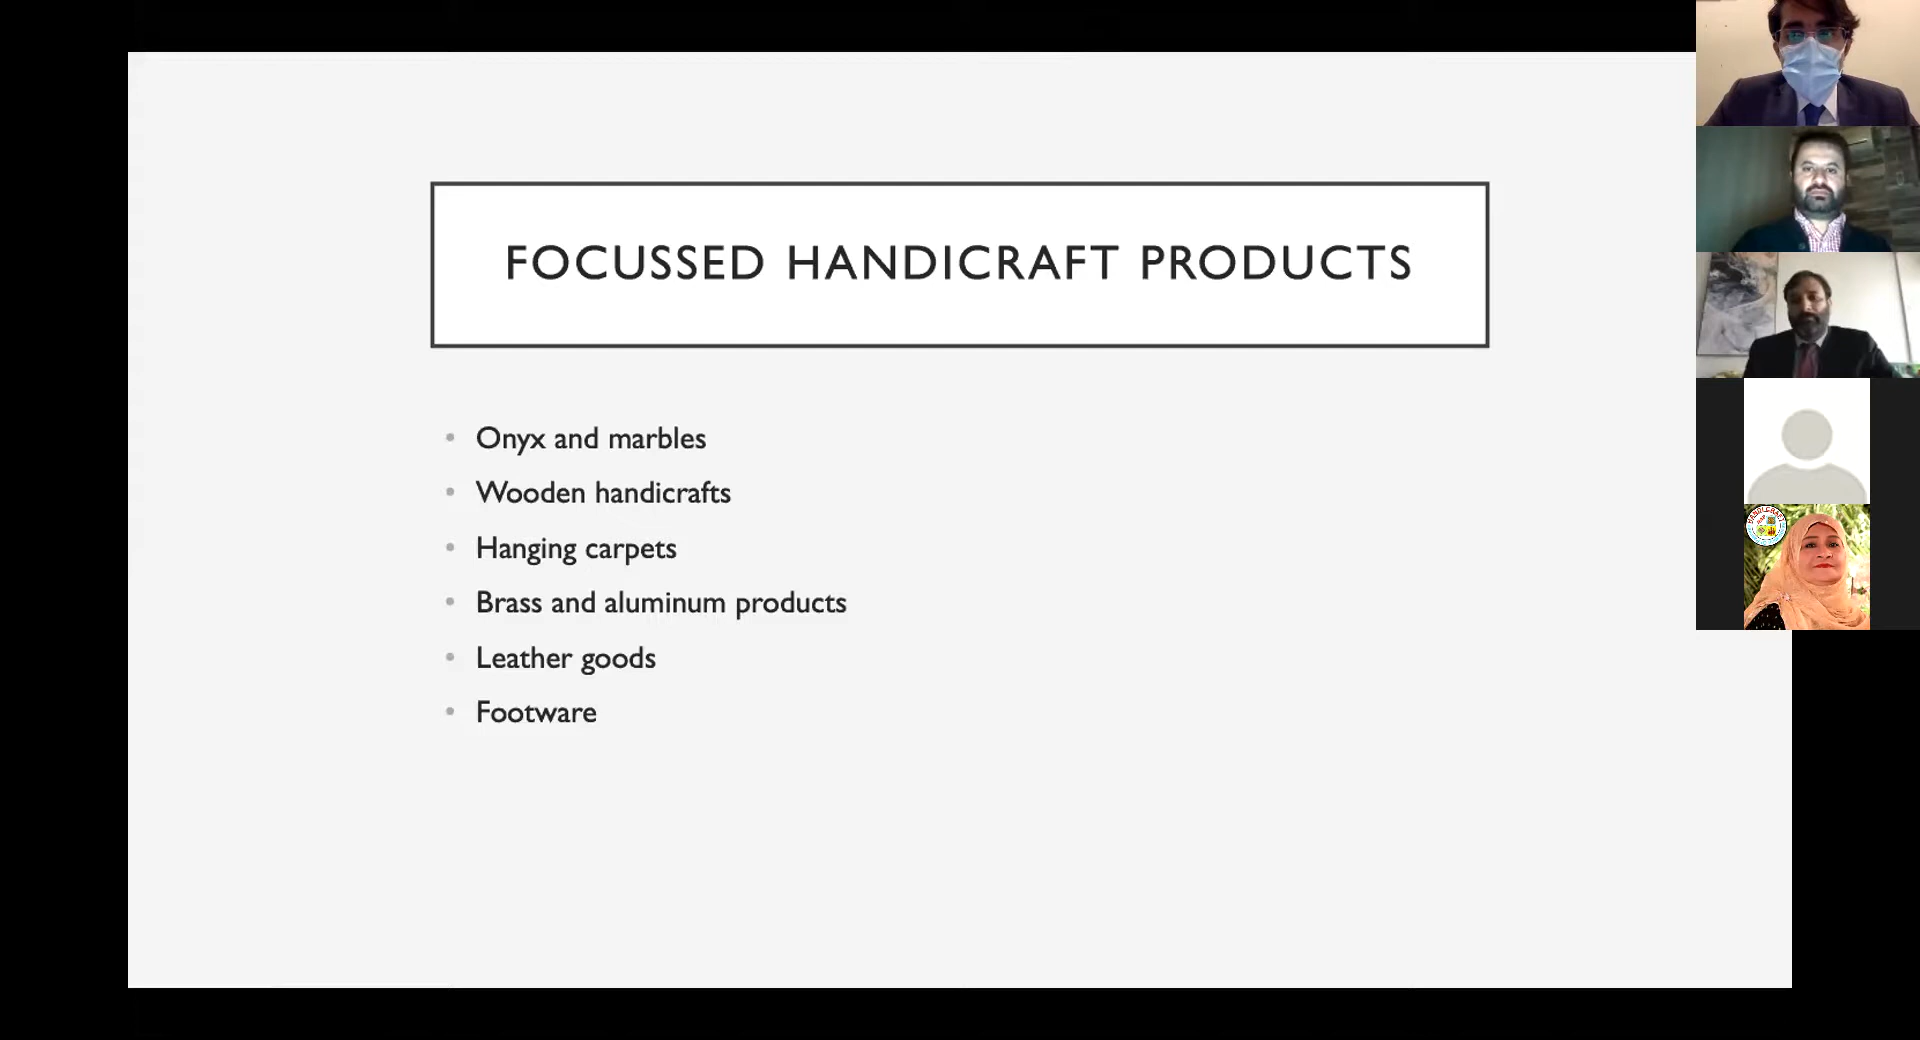 FOCUSSED HANDICRAFT PRODUCTS
• Onyx and marbles
• Wooden handicrafts
• Hanging carpets
• Brass and aluminum products
• Leather goods
• Footware